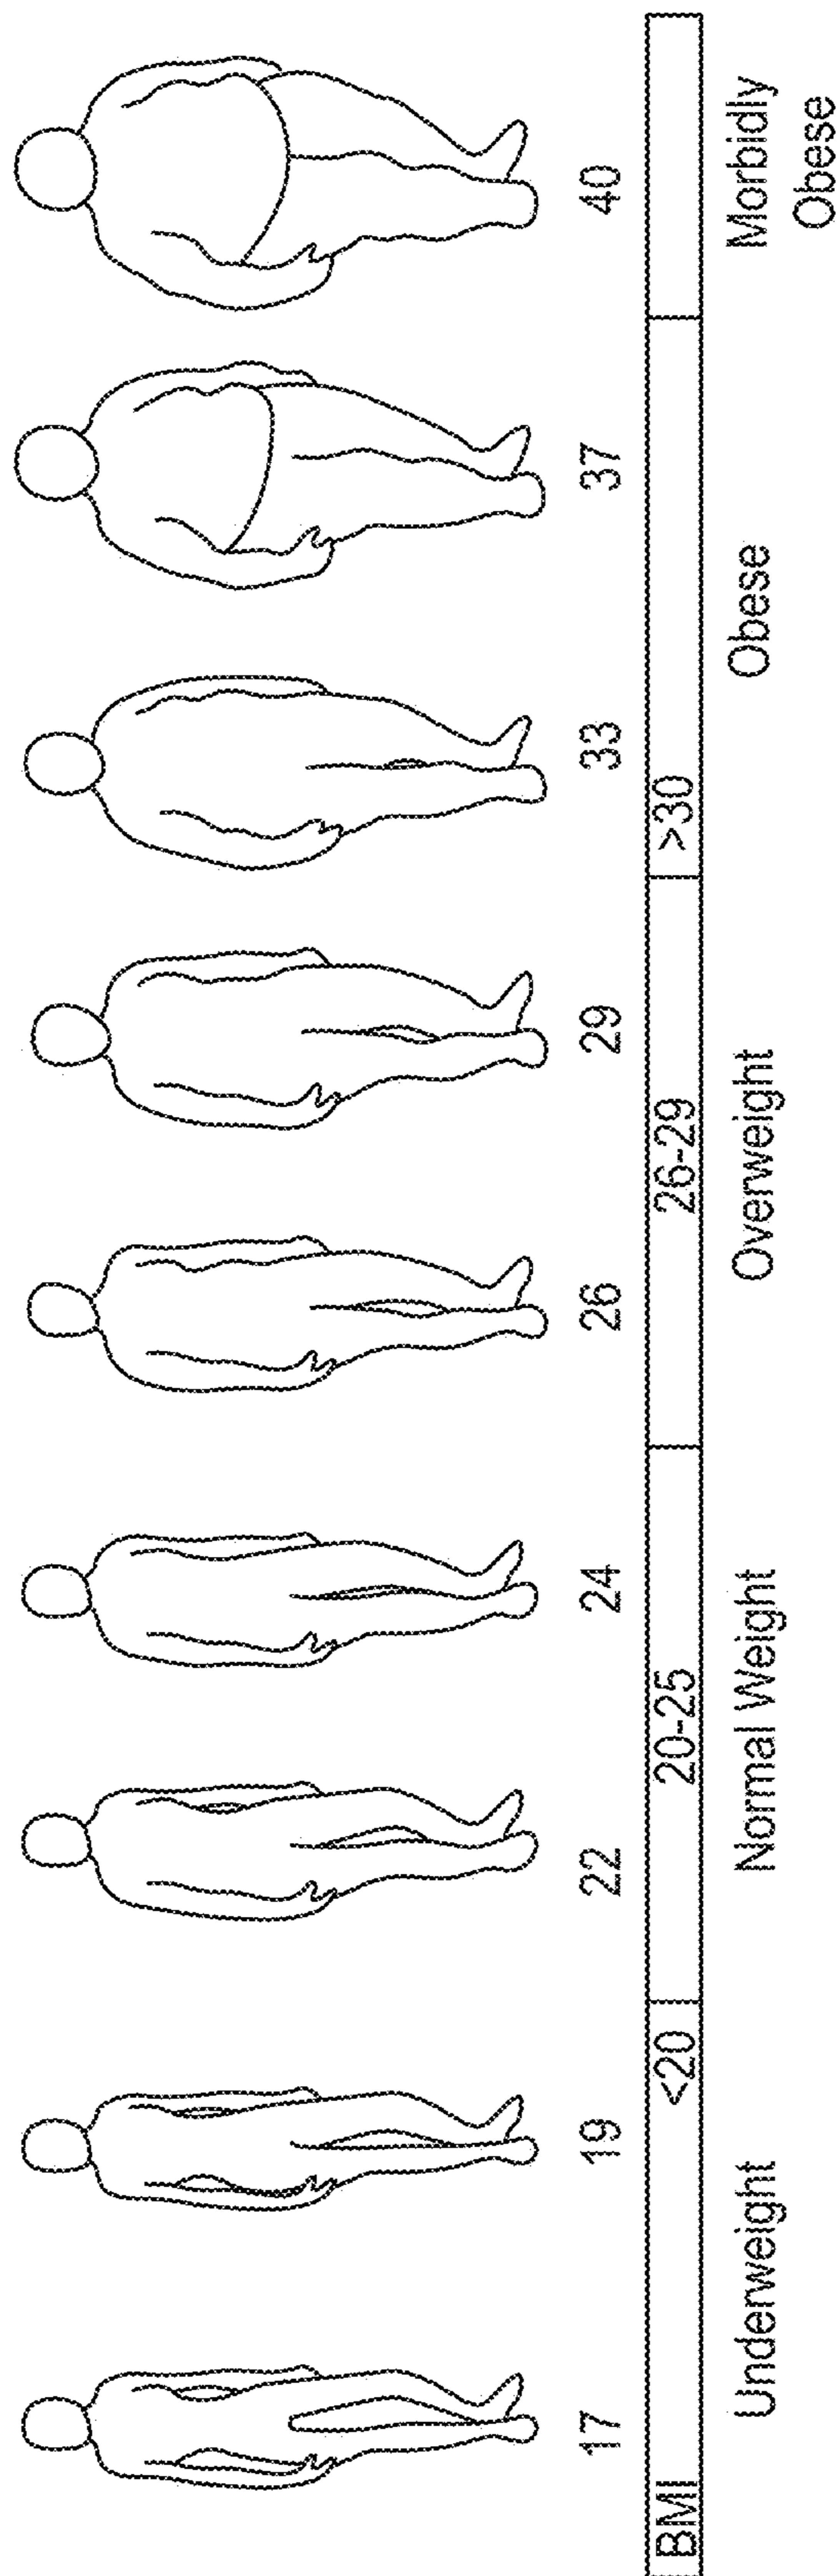 17 19 22 24 26 29 33 37 40
BMI <20 20-25 26-29 >30
Underweight Normal Weight Overweight Obese Morbidly
Obese